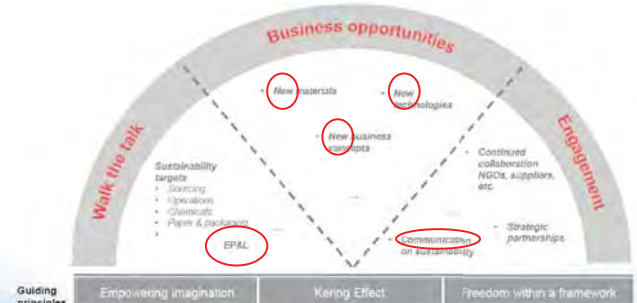 Business opportunities
Walk the talk
Engagement
• New materials
• New
technologies
• New business
concepts
Sustainability
targets
• Sourcing
• Operations
• Chemicals
• Paper & packaging
•
EP&L
...
...
...
• Continued
collaboration
NGOs, suppliers,
etc.
• Strategic
partnerships
• Communication
on sustainability
Guiding
principles
Empowering imagination
Kering Effect
Freedom within a framework